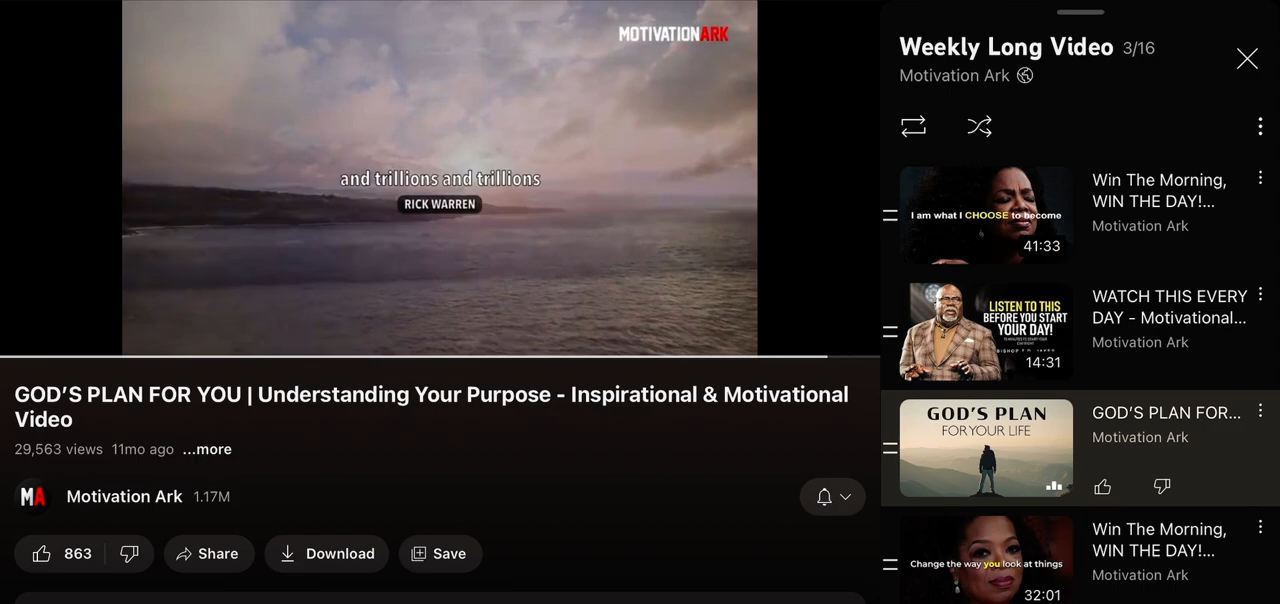 MOTIVATIONARK
and trillions and trillions
RICK WARREN
GOD'S PLAN FOR YOU | Understanding Your Purpose - Inspirational & Motivational
Video
29,563 views 11mo ago ...more
MA Motivation Ark 1.17M
863 Share Download Save
Weekly Long Video 3/16
Motivation Ark
I am what I CHOOSE to become
41:33
Win The Morning,
WIN THE DAY!...
Motivation Ark
LISTEN TO THIS
BEFORE YOU START
YOUR DAY!
14:31
WATCH THIS EVERY
DAY - Motivational...
Motivation Ark
GOD'S PLAN
FOR YOUR LIFE
GOD'S PLAN FOR...
Motivation Ark
Change the way you look at things
32:01
Win The Morning,
WIN THE DAY!...
Motivation Ark